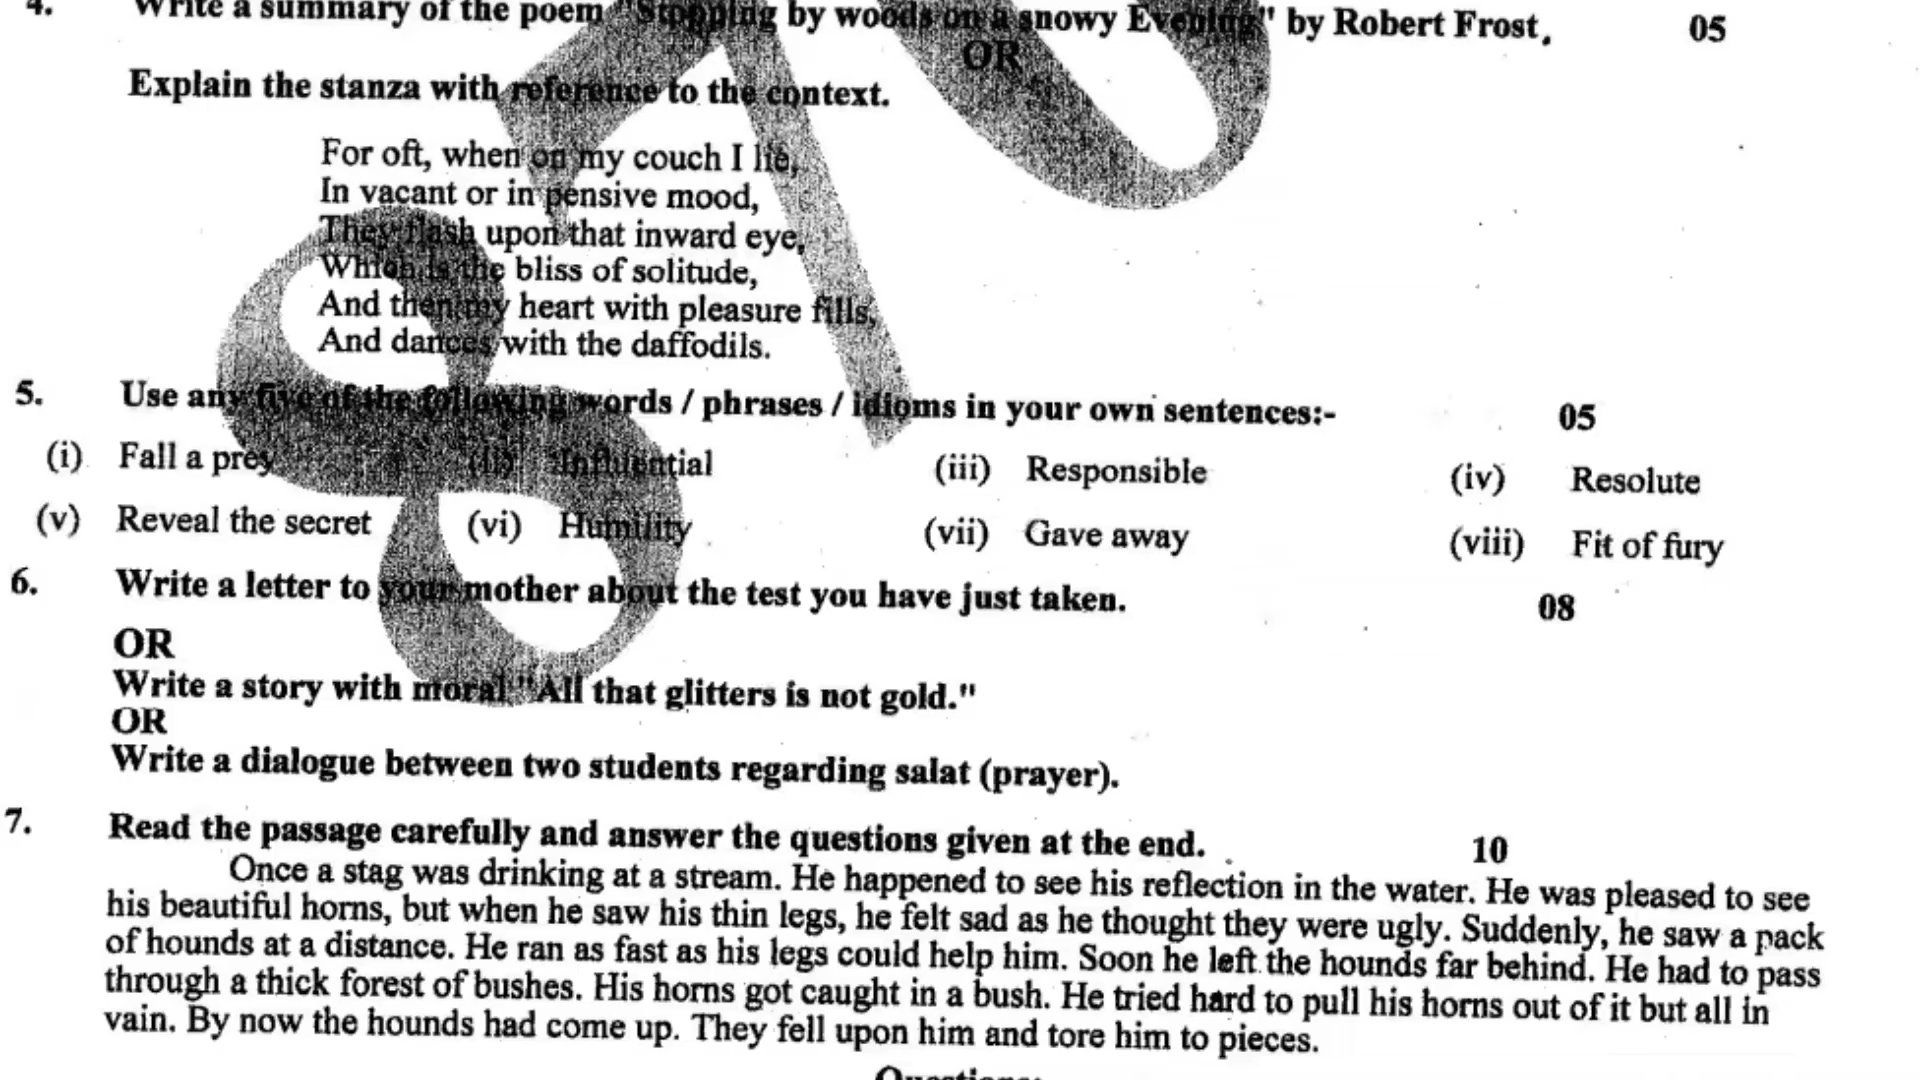 4. Write a summary of the poem "Stopping by woods on a snowy Evening" by Robert Frost. 05
OR
Explain the stanza with reference to the context.
For oft, when on my couch I lie,
In vacant or in pensive mood,
They flash upon that inward eye,
Which is the bliss of solitude,
And then my heart with pleasure fills,
And dances with the daffodils.
5. Use any five of the following words / phrases / idioms in your own sentences:- 05
(i) Fall a prey (ii) Influential (iii) Responsible (iv) Resolute
(v) Reveal the secret (vi) Humility (vii) Gave away (viii) Fit of fury
6. Write a letter to your mother about the test you have just taken. 08
OR
Write a story with moral "All that glitters is not gold."
OR
Write a dialogue between two students regarding salat (prayer).
7. Read the passage carefully and answer the questions given at the end. 10
Once a stag was drinking at a stream. He happened to see his reflection in the water. He was pleased to see
his beautiful horns, but when he saw his thin legs, he felt sad as he thought they were ugly. Suddenly, he saw a pack
of hounds at a distance. He ran as fast as his legs could help him. Soon he left the hounds far behind. He had to pass
through a thick forest of bushes. His horns got caught in a bush. He tried hard to pull his horns out of it but all in
vain. By now the hounds had come up. They fell upon him and tore him to pieces.
Questions: